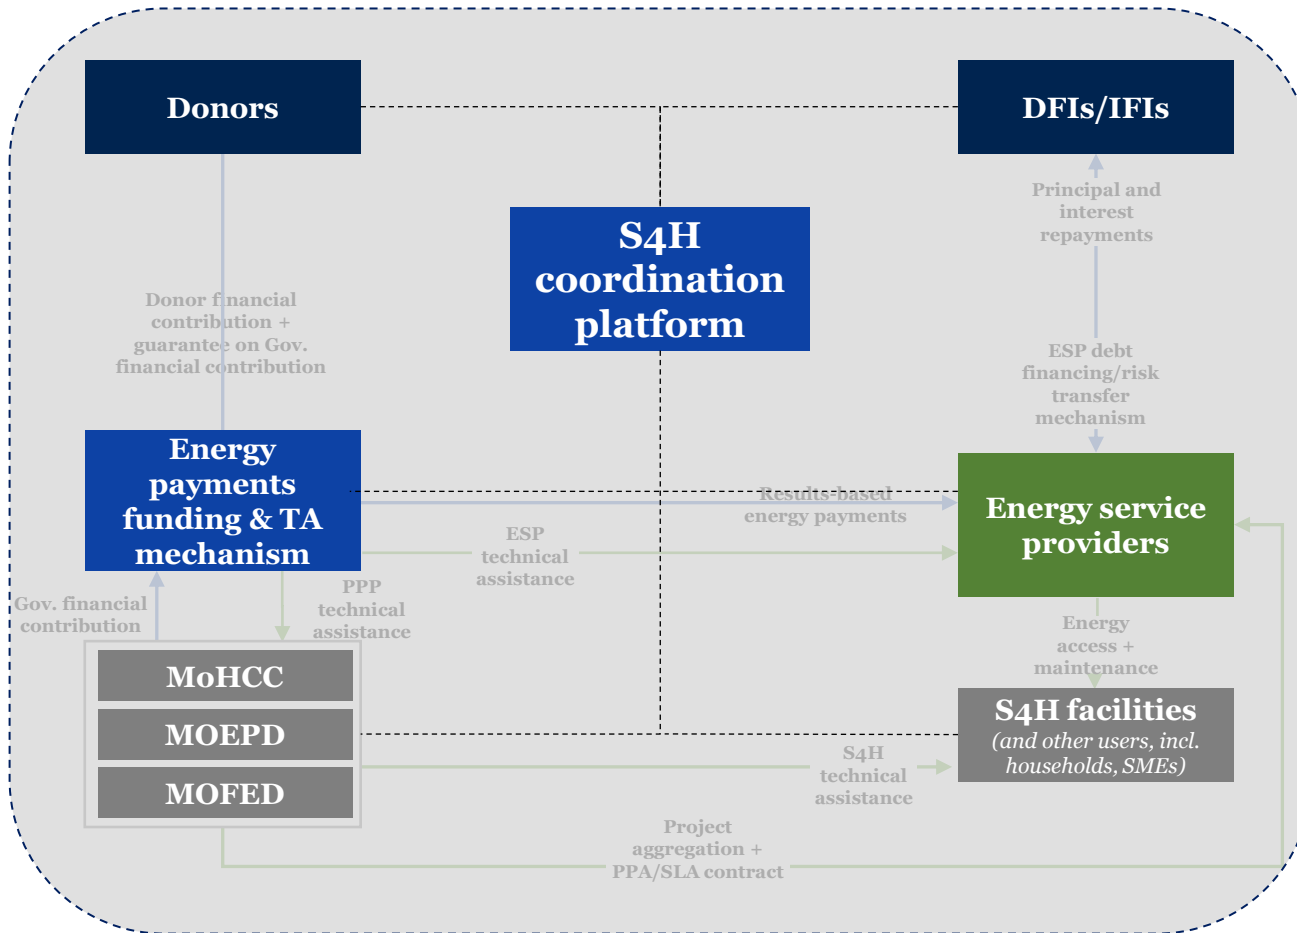 Donors
DFIs/IFIs
Principal and
interest
repayments
S4H
coordination
platform
Donor financial
contribution +
guarantee on Gov.
financial contribution
ESP debt
financing/risk
transfer
mechanism
Energy
payments
funding & TA
mechanism
Results-based
energy payments
Energy service
providers
ESP
technical
assistance
Gov. financial
contribution
PPP
technical
assistance
Energy
access +
maintenance
MoHCC
MOEPD
MOFED
S4H facilities
(and other users, incl.
households, SMEs)
S4H
technical
assistance
Project
aggregation +
PPA/SLA contract